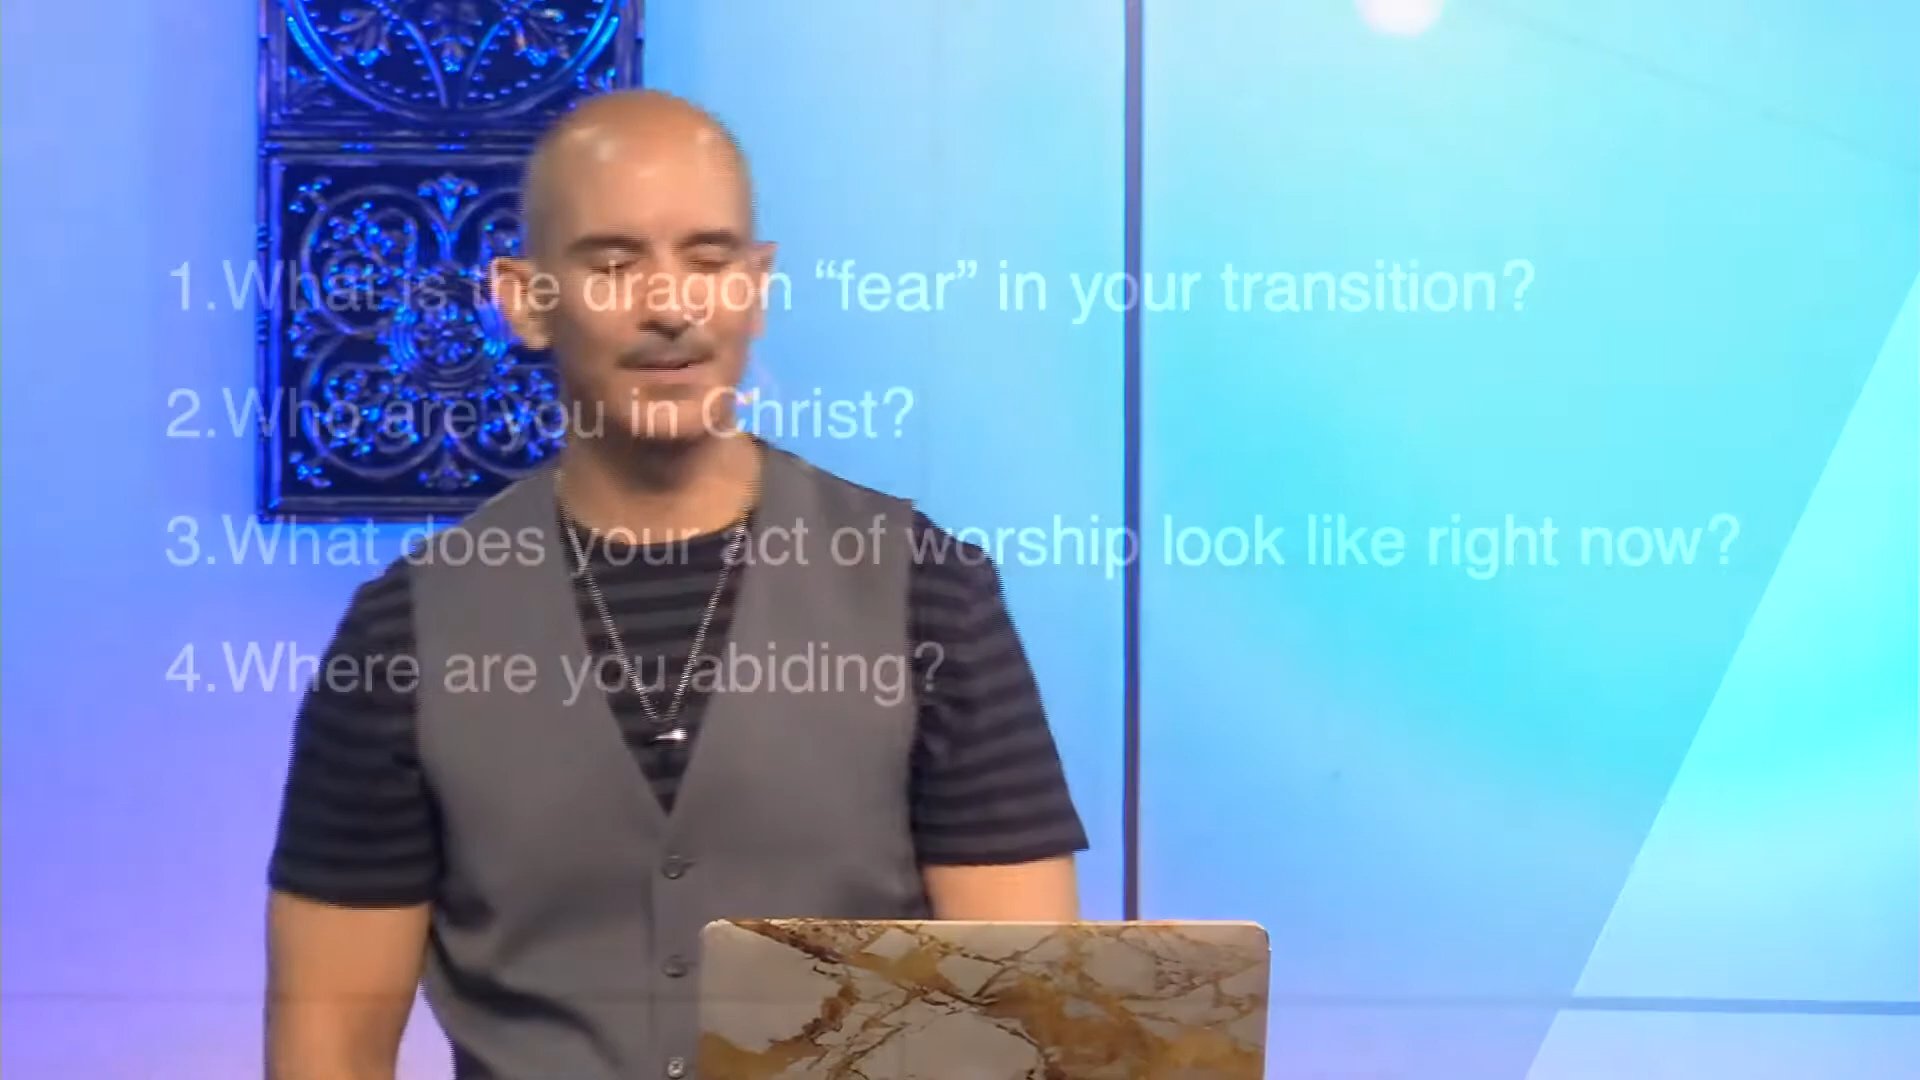 1.What is the dragon “fear” in your transition?
2.Who are you in Christ?
3.What does your act of worship look like right now?
4.Where are you abiding?